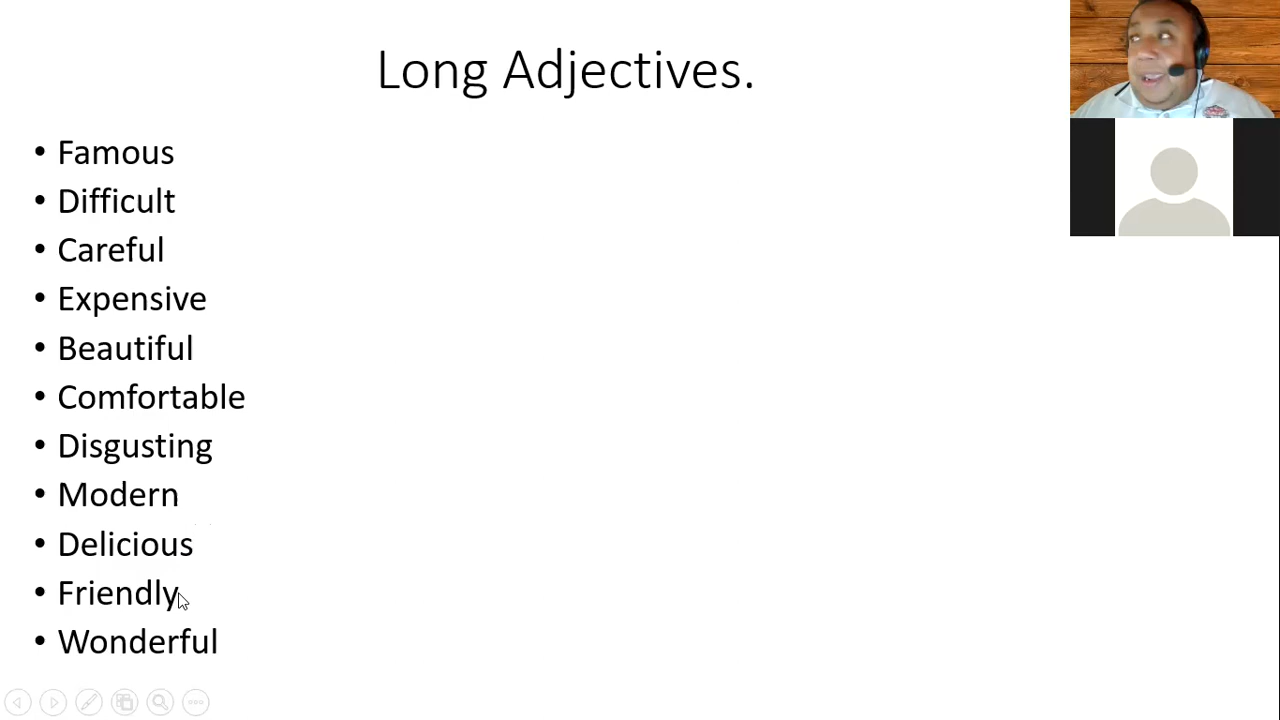 Long Adjectives.
• Famous
• Difficult
• Careful
• Expensive
• Beautiful
• Comfortable
• Disgusting
• Modern
• Delicious
• Friendly
• Wonderful